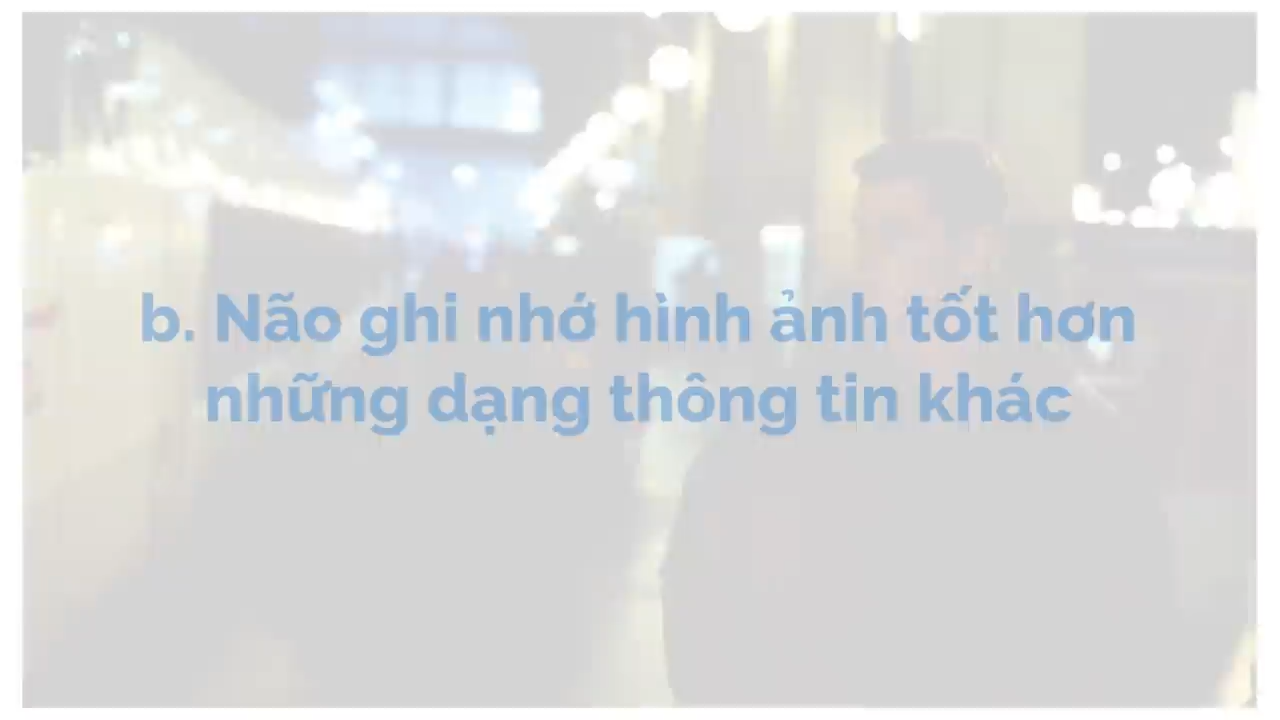 b. Não ghi nhớ hình ảnh tốt hơn
những dạng thông tin khác